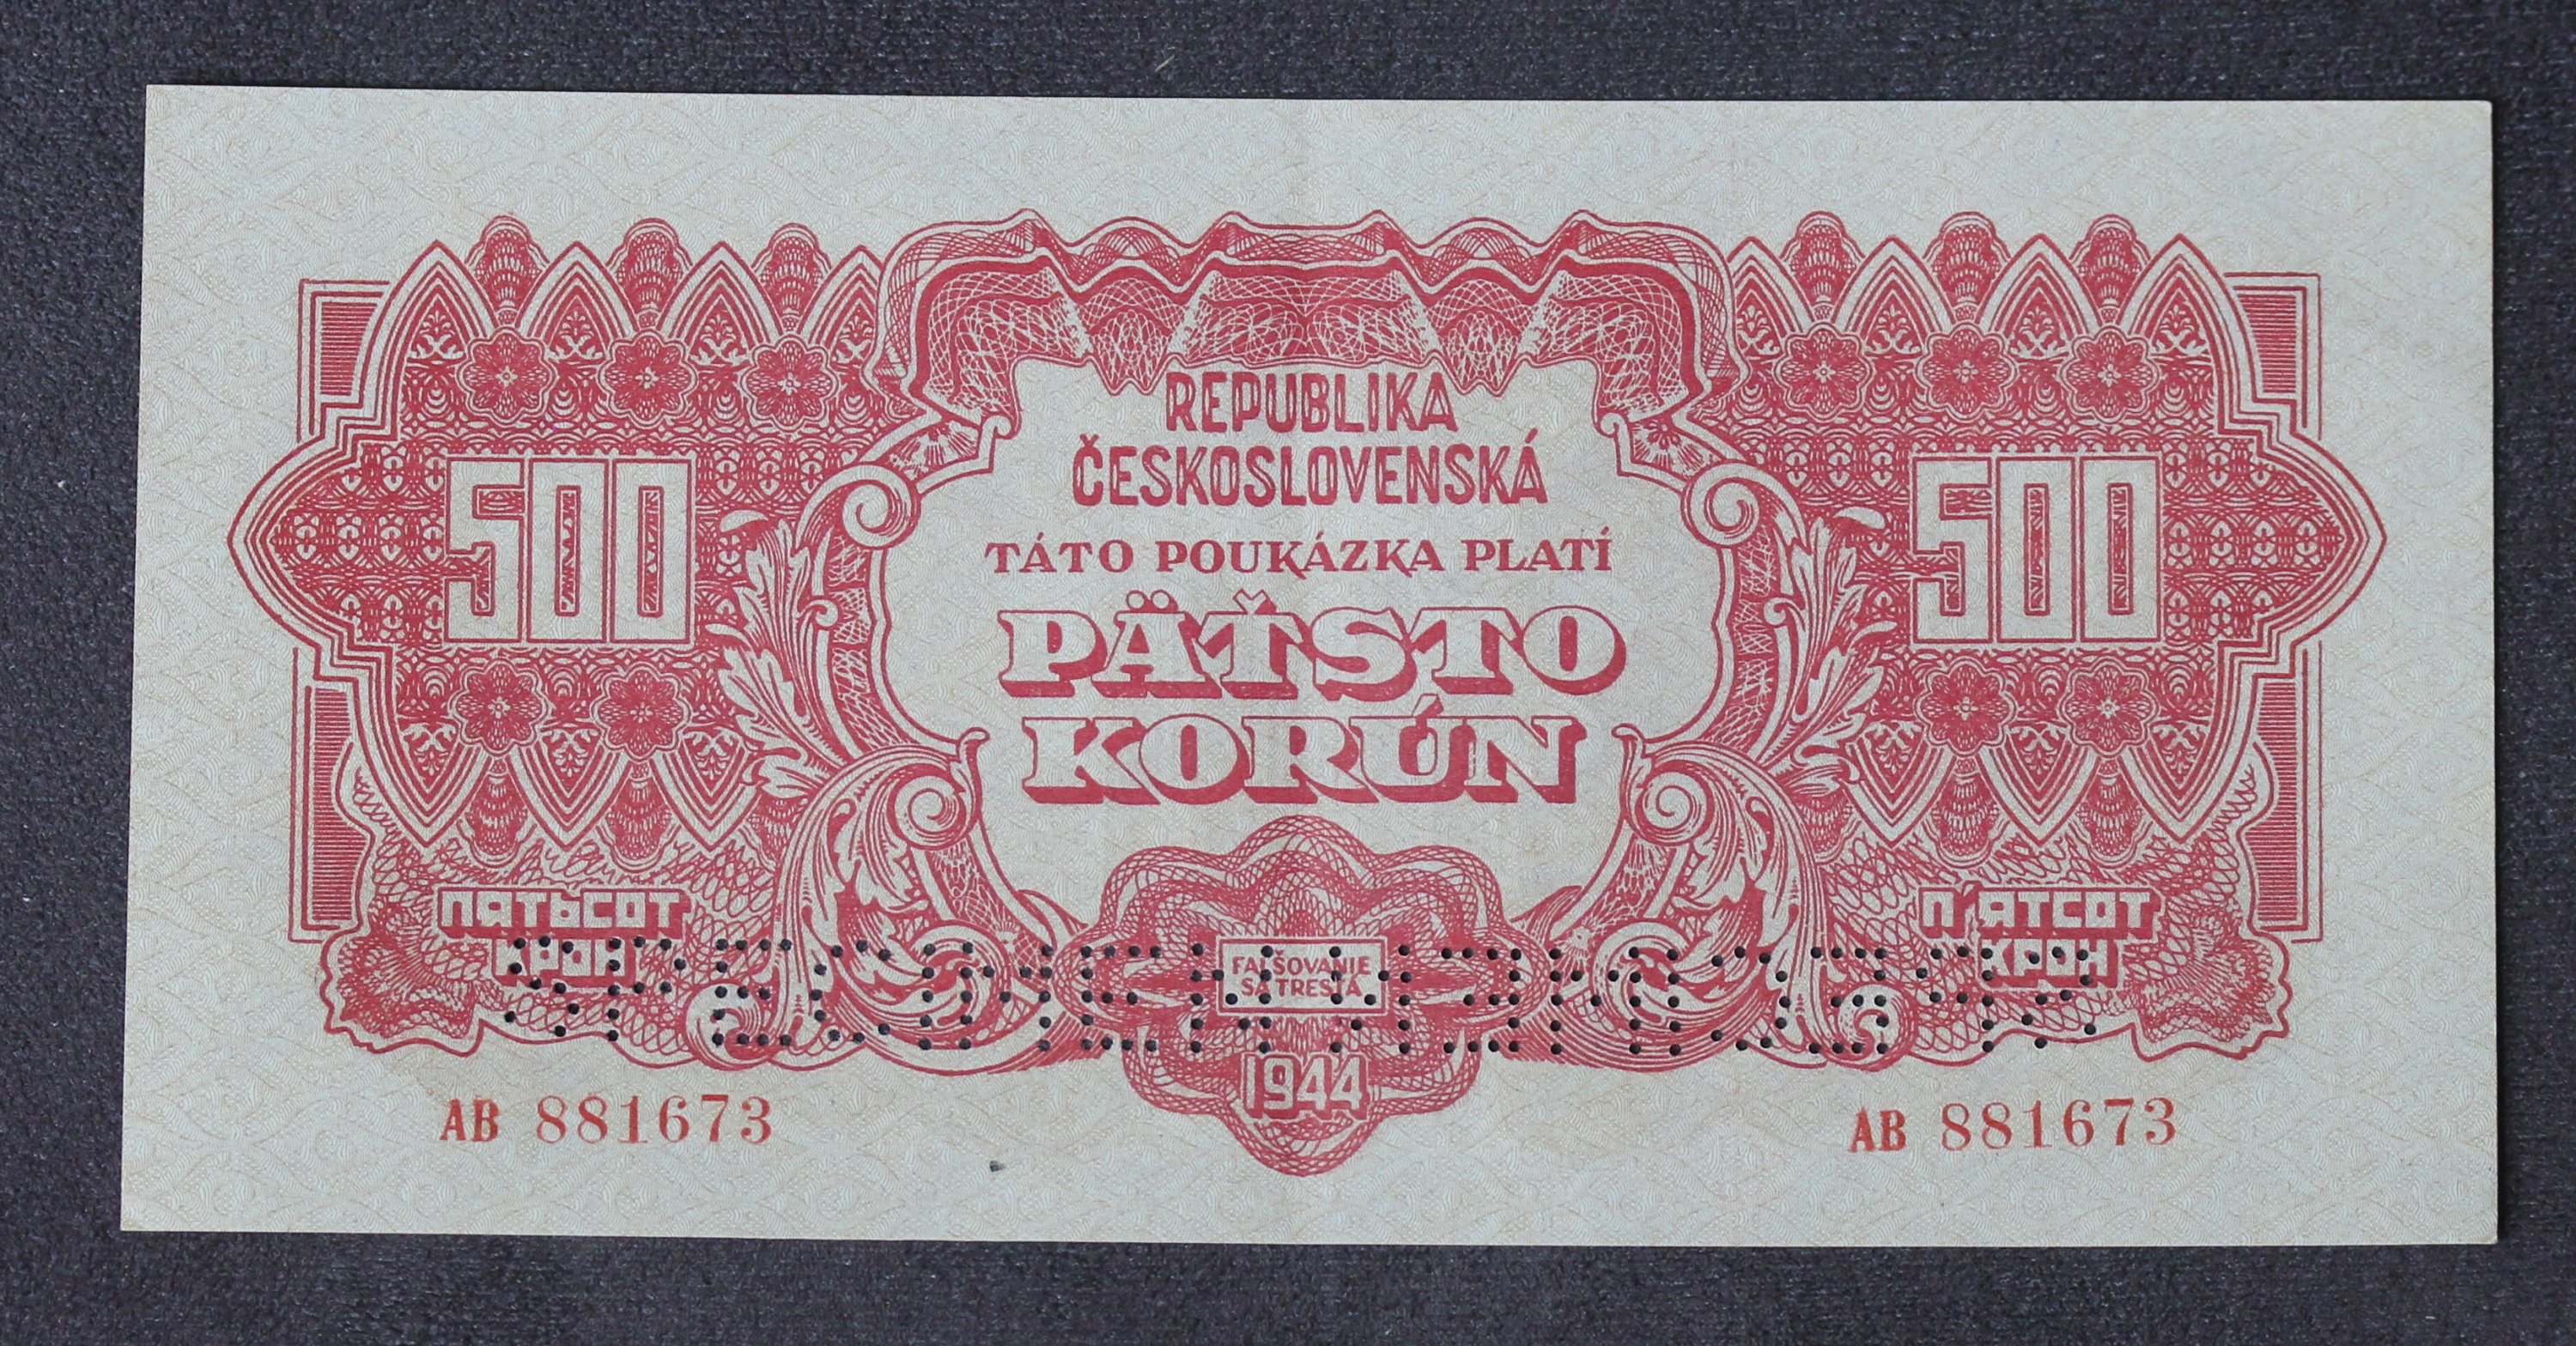 REPUBLIKA
ČESKOSLOVENSKÁ
TÁTO POUKÁZKA PLATÍ
500
PÄŤSTO
KORÚN
500
ПЯТЬСОТ
КРОН
FALŠOVANIE
SA TRESTÁ
1944
П'ЯТСОТ
КРОН
AB 881673
AB 881673